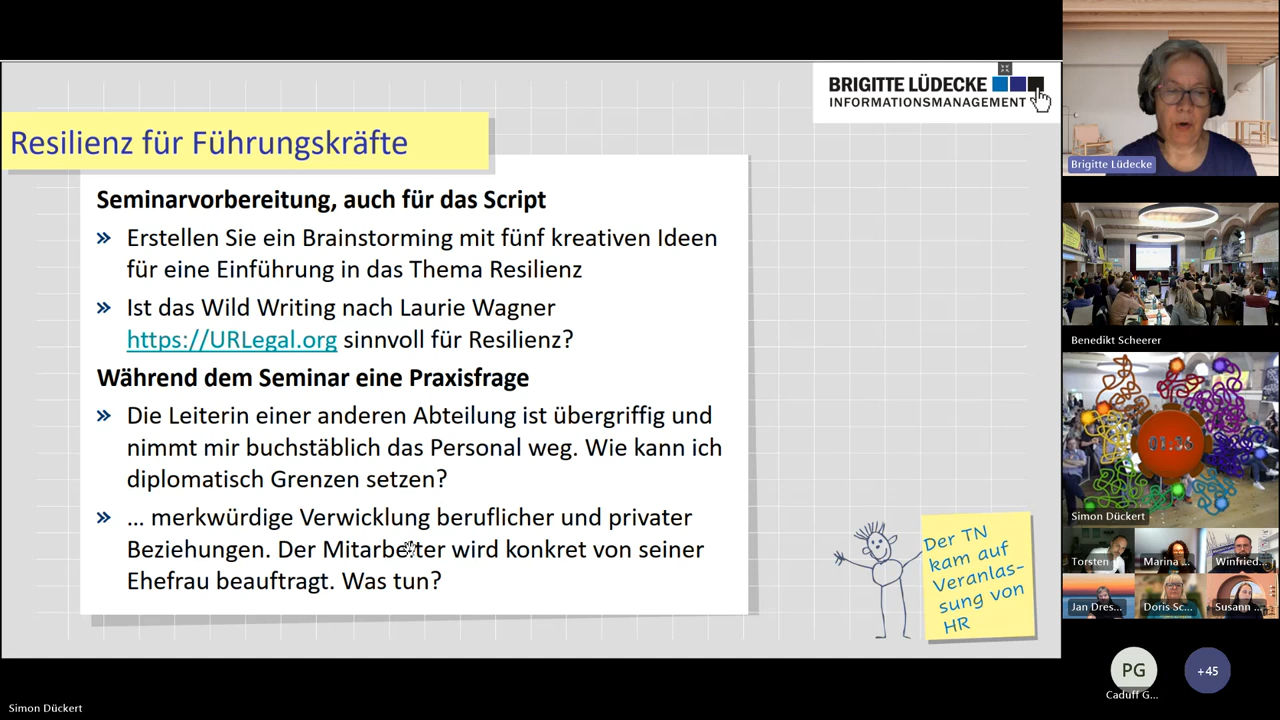 BRIGITTE LÜDECKE
INFORMATIONSMANAGEMENT
Resilienz für Führungskräfte
Seminarvorbereitung, auch für das Script
» Erstellen Sie ein Brainstorming mit fünf kreativen Ideen
für eine Einführung in das Thema Resilienz
» Ist das Wild Writing nach Laurie Wagner
https://URLegal.org sinnvoll für Resilienz?
Während dem Seminar eine Praxisfrage
» Die Leiterin einer anderen Abteilung ist übergriffig und
nimmt mir buchstäblich das Personal weg. Wie kann ich
diplomatisch Grenzen setzen?
» ... merkwürdige Verwicklung beruflicher und privater
Beziehungen. Der Mitarbeiter wird konkret von seiner
Ehefrau beauftragt. Was tun?
Der TN
kam auf
Veranlas-
sung von
HR
Brigitte Lüdecke
Benedikt Scheerer
01:36
Simon Dückert
Torsten
Marina ...
Winfried...
Jan Dres...
Doris Sc...
Susann ...
PG
+45
Caduff G...
Simon Dückert